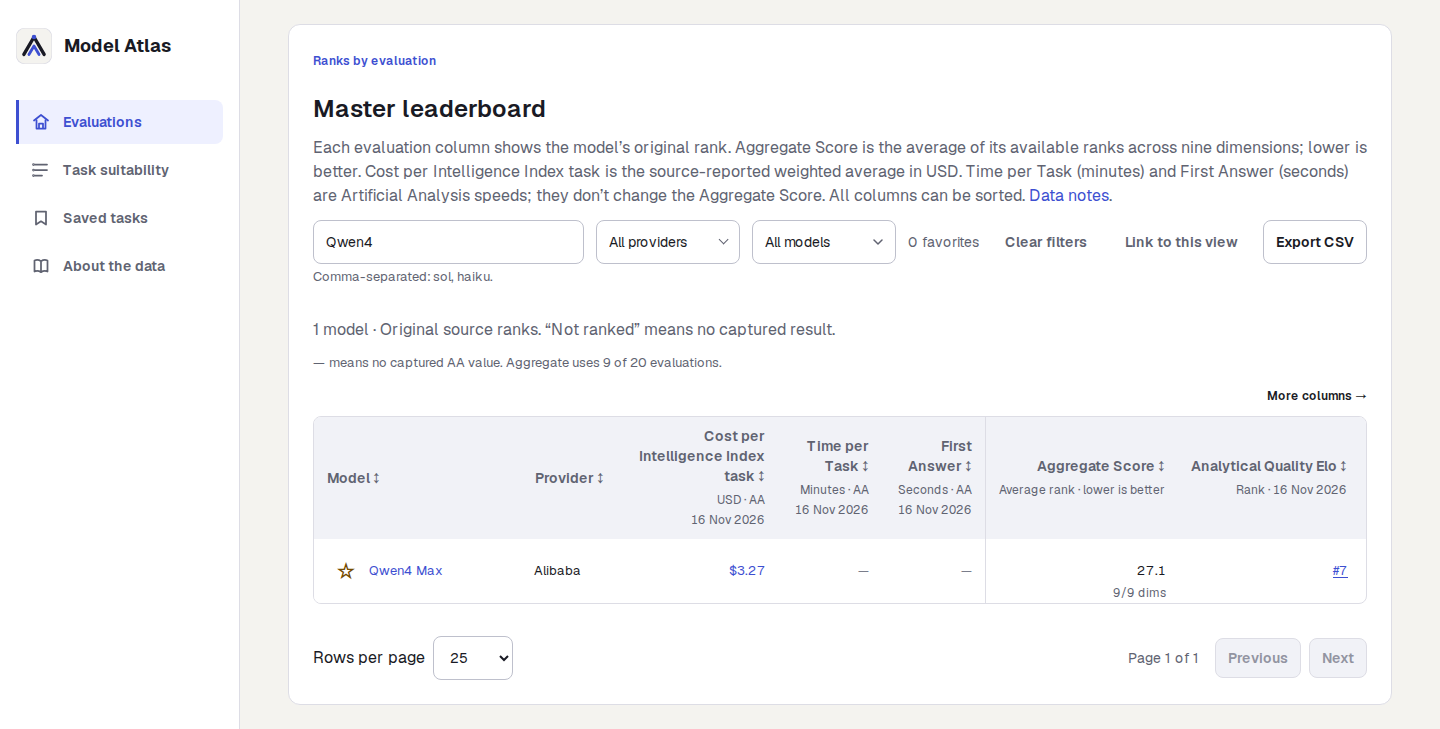 Model Atlas
Evaluations
Task suitability
Saved tasks
About the data
Ranks by evaluation
Master leaderboard
Each evaluation column shows the model’s original rank. Aggregate Score is the average of its available ranks across nine dimensions; lower is
better. Cost per Intelligence Index task is the source-reported weighted average in USD. Time per Task (minutes) and First Answer (seconds)
are Artificial Analysis speeds; they don’t change the Aggregate Score. All columns can be sorted. Data notes.
Qwen4
All providers
All models
0 favorites
Clear filters
Link to this view
Export CSV
Comma-separated: sol, haiku.
1 model · Original source ranks. “Not ranked” means no captured result.
— means no captured AA value. Aggregate uses 9 of 20 evaluations.
More columns →
Model ↕
Provider ↕
Cost per
Intelligence Index
task ↕
USD · AA
16 Nov 2026
Time per
Task ↕
Minutes · AA
16 Nov 2026
First
Answer ↕
Seconds · AA
16 Nov 2026
Aggregate Score ↕
Average rank · lower is better
Analytical Quality Elo ↕
Rank · 16 Nov 2026
Qwen4 Max
Alibaba
$3.27
—
—
27.1
9/9 dims
#7
Rows per page
25
Page 1 of 1
Previous
Next